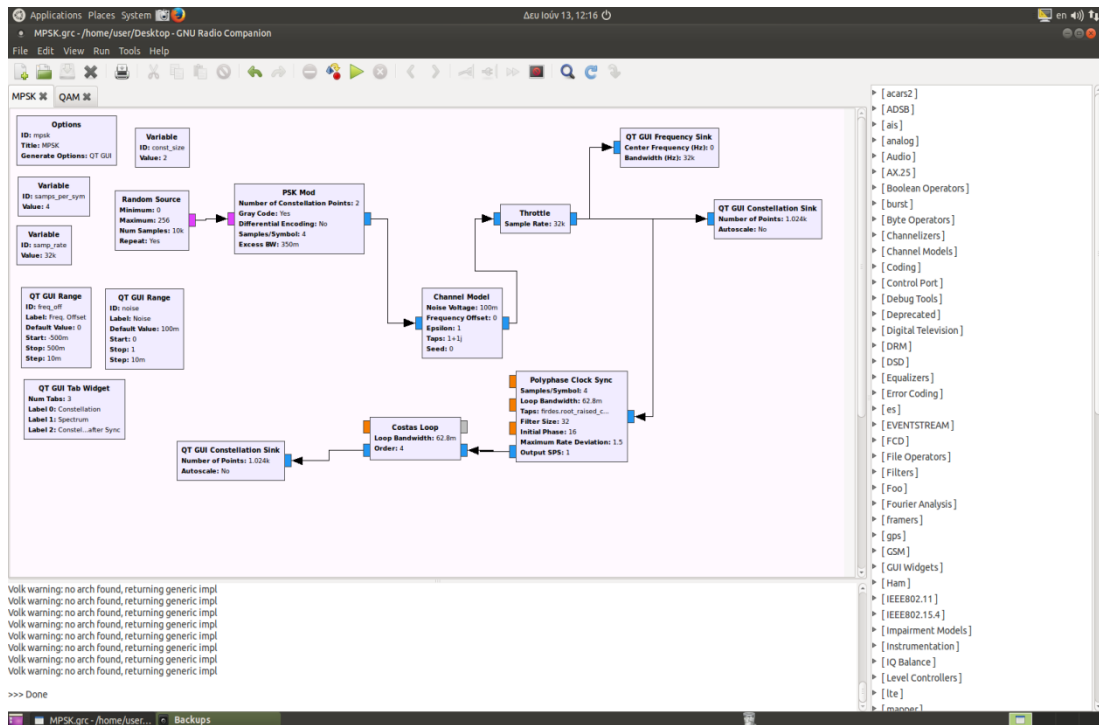 Applications Places System
Δευ Ιούν 13, 12:16
en
MPSK.grc - /home/user/Desktop - GNU Radio Companion
File Edit View Run Tools Help
MPSK QAM
Options
ID: mpsk
Title: MPSK
Generate Options: QT GUI
Variable
ID: const_size
Value: 2
Variable
ID: samps_per_sym
Value: 4
Variable
ID: samp_rate
Value: 32k
Random Source
Minimum: 0
Maximum: 256
Num Samples: 10k
Repeat: Yes
PSK Mod
Number of Constellation Points: 2
Gray Code: Yes
Differential Encoding: No
Samples/Symbol: 4
Excess BW: 350m
Throttle
Sample Rate: 32k
QT GUI Frequency Sink
Center Frequency (Hz): 0
Bandwidth (Hz): 32k
QT GUI Constellation Sink
Number of Points: 1.024k
Autoscale: No
QT GUI Range
ID: freq_off
Label: Freq. Offset
Default Value: 0
Start: -500m
Stop: 500m
Step: 10m
QT GUI Range
ID: noise
Label: Noise
Default Value: 100m
Start: 0
Stop: 1
Step: 10m
Channel Model
Noise Voltage: 100m
Frequency Offset: 0
Epsilon: 1
Taps: 1+1j
Seed: 0
QT GUI Tab Widget
Num Tabs: 3
Label 0: Constellation
Label 1: Spectrum
Label 2: Constel...after Sync
Polyphase Clock Sync
Samples/Symbol: 4
Loop Bandwidth: 62.8m
Taps: firdes.root_raised_c...
Filter Size: 32
Initial Phase: 16
Maximum Rate Deviation: 1.5
Output SPS: 1
Costas Loop
Loop Bandwidth: 62.8m
Order: 4
QT GUI Constellation Sink
Number of Points: 1.024k
Autoscale: No
[ acars2 ]
[ ADSB ]
[ ais ]
[ analog ]
[ Audio ]
[ AX.25 ]
[ Boolean Operators ]
[ burst ]
[ Byte Operators ]
[ Channelizers ]
[ Channel Models ]
[ Coding ]
[ Control Port ]
[ Debug Tools ]
[ Deprecated ]
[ Digital Television ]
[ DRM ]
[ DSD ]
[ Equalizers ]
[ Error Coding ]
[ es ]
[ EVENTSTREAM ]
[ FCD ]
[ File Operators ]
[ Filters ]
[ Foo ]
[ Fourier Analysis ]
[ framers ]
[ gps ]
[ GSM ]
[ GUI Widgets ]
[ Ham ]
[ IEEE802.11 ]
[ IEEE802.15.4 ]
[ Impairment Models ]
[ Instrumentation ]
[ IQ Balance ]
[ Level Controllers ]
[ lte ]
[ mapper ]
Volk warning: no arch found, returning generic impl
Volk warning: no arch found, returning generic impl
Volk warning: no arch found, returning generic impl
Volk warning: no arch found, returning generic impl
Volk warning: no arch found, returning generic impl
Volk warning: no arch found, returning generic impl
Volk warning: no arch found, returning generic impl
Volk warning: no arch found, returning generic impl
>>> Done
MPSK.grc - /home/user... Backups